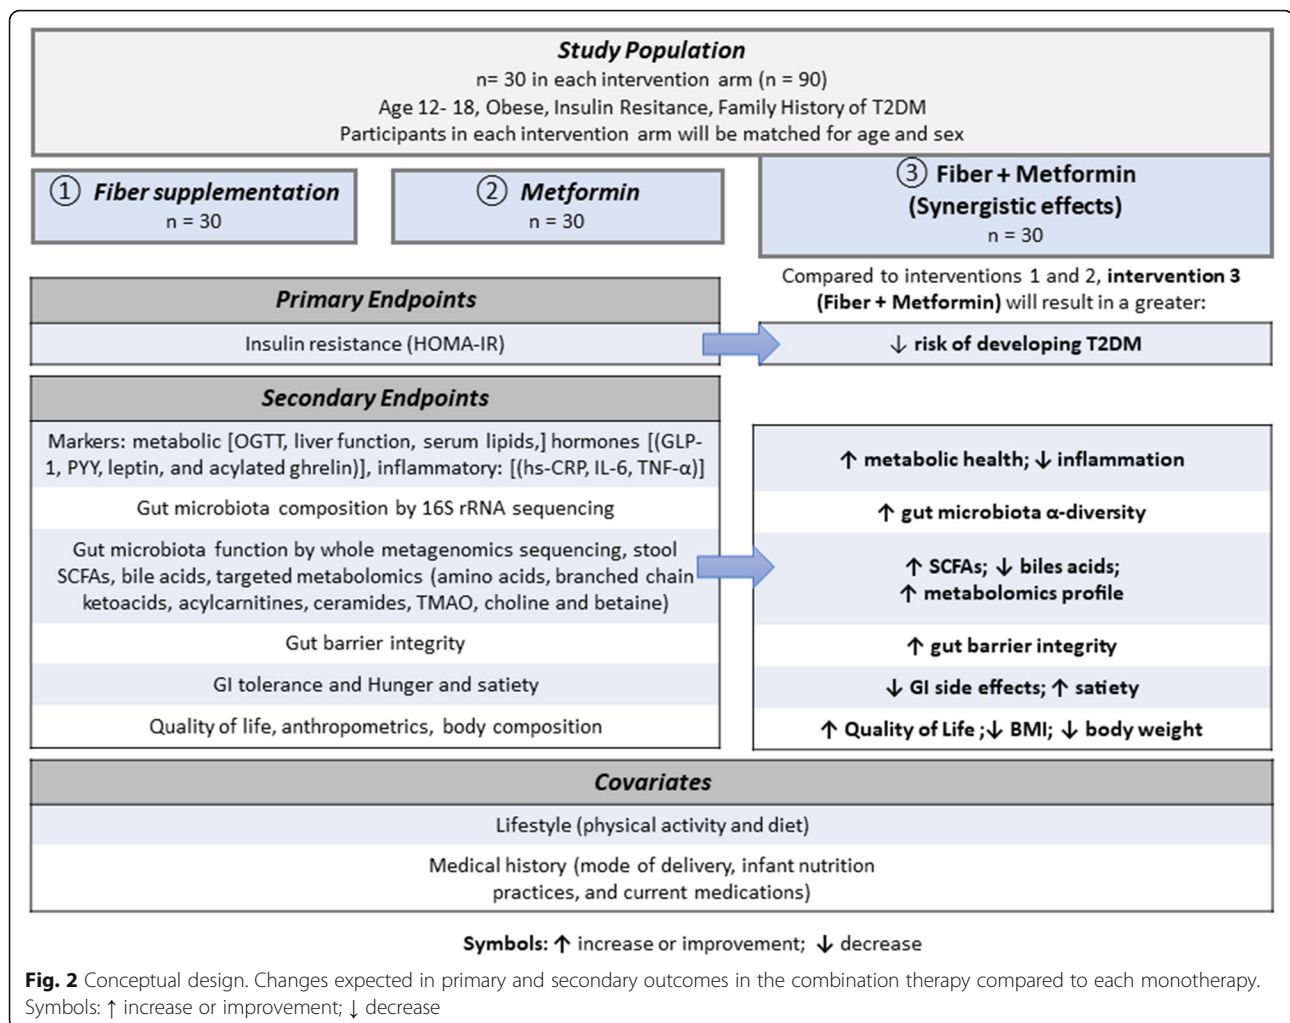 Study Population
n= 30 in each intervention arm (n = 90)
Age 12- 18, Obese, Insulin Resitance, Family History of T2DM
Participants in each intervention arm will be matched for age and sex
① Fiber supplementation
n = 30
② Metformin
n = 30
③ Fiber + Metformin
(Synergistic effects)
n = 30
Compared to interventions 1 and 2, intervention 3
(Fiber + Metformin) will result in a greater:
Primary Endpoints
Insulin resistance (HOMA-IR)
↓ risk of developing T2DM
Secondary Endpoints
Markers: metabolic [OGTT, liver function, serum lipids,] hormones [(GLP-
1, PYY, leptin, and acylated ghrelin)], inflammatory: [(hs-CRP, IL-6, TNF-α)]
↑ metabolic health; ↓ inflammation
Gut microbiota composition by 16S rRNA sequencing
↑ gut microbiota α-diversity
Gut microbiota function by whole metagenomics sequencing, stool
SCFAs, bile acids, targeted metabolomics (amino acids, branched chain
ketoacids, acylcarnitines, ceramides, TMAO, choline and betaine)
↑ SCFAs; ↓ biles acids;
↑ metabolomics profile
Gut barrier integrity
↑ gut barrier integrity
GI tolerance and Hunger and satiety
↓ GI side effects; ↑ satiety
Quality of life, anthropometrics, body composition
↑ Quality of Life ;↓ BMI; ↓ body weight
Covariates
Lifestyle (physical activity and diet)
Medical history (mode of delivery, infant nutrition
practices, and current medications)
Symbols: ↑ increase or improvement; ↓ decrease
Fig. 2 Conceptual design. Changes expected in primary and secondary outcomes in the combination therapy compared to each monotherapy.
Symbols: ↑ increase or improvement; ↓ decrease